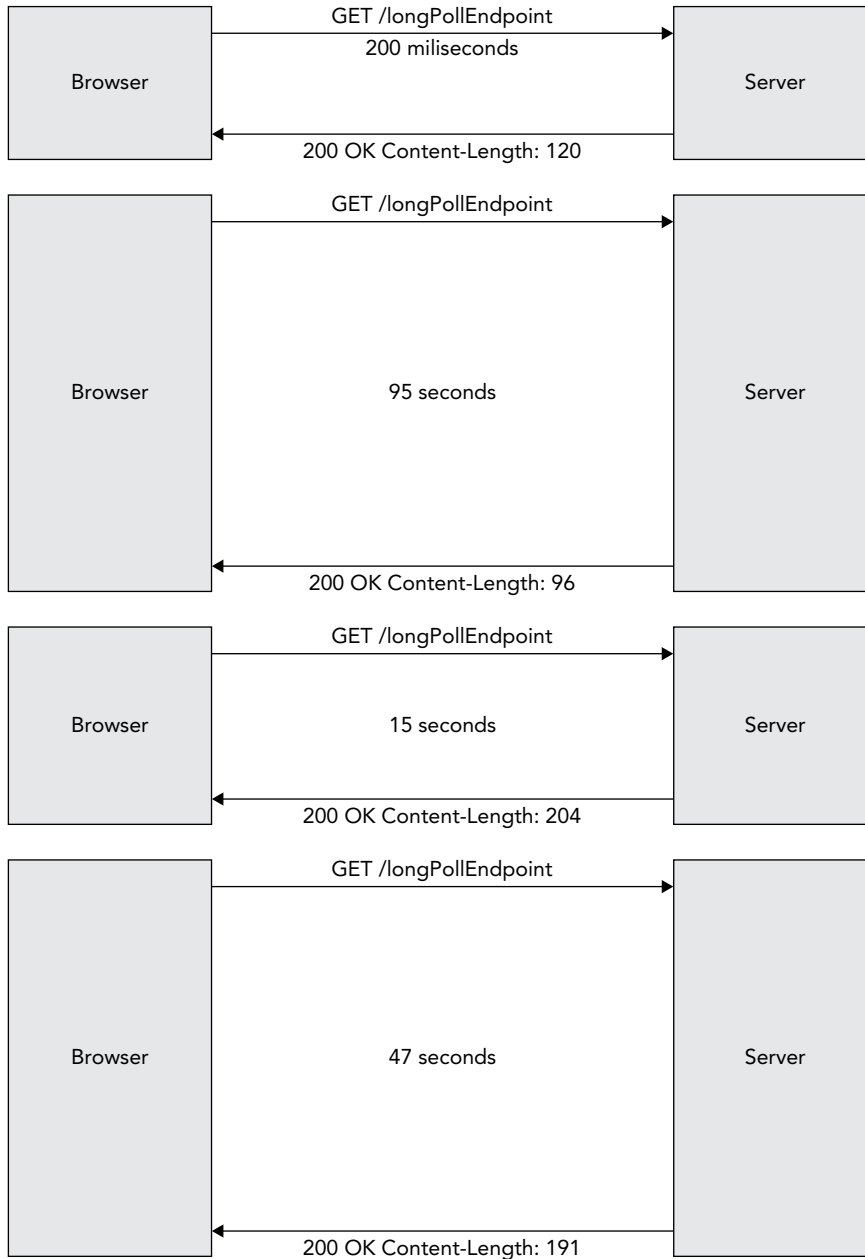 GET /longPollEndpoint
200 miliseconds
Browser
Server
200 OK Content-Length: 120
GET /longPollEndpoint
Browser
95 seconds
Server
200 OK Content-Length: 96
GET /longPollEndpoint
Browser
15 seconds
Server
200 OK Content-Length: 204
GET /longPollEndpoint
Browser
47 seconds
Server
200 OK Content-Length: 191